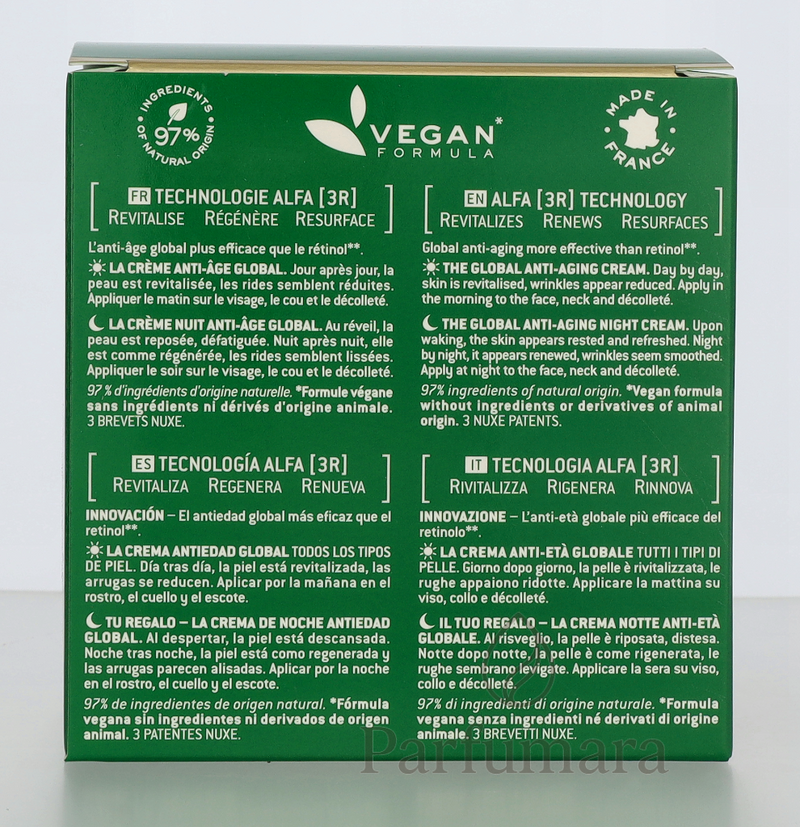 INGREDIENTS
97%
OF NATURAL ORIGIN
VEGAN*
FORMULA
MADE IN
FRANCE
FR TECHNOLOGIE ALFA [3R]
REVITALISE RÉGÉNÈRE RESURFACE
L'anti-âge global plus efficace que le rétinol**.
LA CRÈME ANTI-ÂGE GLOBAL. Jour après jour, la
peau est revitalisée, les rides semblent réduites.
Appliquer le matin sur le visage, le cou et le décolleté.
LA CRÈME NUIT ANTI-ÂGE GLOBAL. Au réveil, la
peau est reposée, défatiguée. Nuit après nuit, elle
est comme régénérée, les rides semblent lissées.
Appliquer le soir sur le visage, le cou et le décolleté.
97 % d'ingrédients d'origine naturelle. *Formule végane
sans ingrédients ni dérivés d'origine animale.
3 BREVETS NUXE.
EN ALFA [3R] TECHNOLOGY
REVITALIZES RENEWS RESURFACES
Global anti-aging more effective than retinol**.
THE GLOBAL ANTI-AGING CREAM. Day by day,
skin is revitalised, wrinkles appear reduced. Apply in
the morning to the face, neck and décolleté.
THE GLOBAL ANTI-AGING NIGHT CREAM. Upon
waking, the skin appears rested and refreshed. Night
by night, it appears renewed, wrinkles seem smoothed.
Apply at night to the face, neck and décolleté.
97% ingredients of natural origin. *Vegan formula
without ingredients or derivatives of animal
origin. 3 NUXE PATENTS.
ES TECNOLOGÍA ALFA [3R]
REVITALIZA REGENERA RENUEVA
INNOVACIÓN – El antiedad global más eficaz que el
retinol**.
LA CREMA ANTIEDAD GLOBAL TODOS LOS TIPOS
DE PIEL. Día tras día, la piel está revitalizada, las
arrugas se reducen. Aplicar por la mañana en el
rostro, el cuello y el escote.
TU REGALO – LA CREMA DE NOCHE ANTIEDAD
GLOBAL. Al despertar, la piel está descansada.
Noche tras noche, la piel está como regenerada y
las arrugas parecen alisadas. Aplicar por la noche
en el rostro, el cuello y el escote.
97% de ingredientes de origen natural. *Fórmula
vegana sin ingredientes ni derivados de origen
animal. 3 PATENTES NUXE.
IT TECNOLOGIA ALFA [3R]
RIVITALIZZA RIGENERA RINNOVA
INNOVAZIONE – L'anti-età globale più efficace del
retinolo**.
LA CREMA ANTI-ETÀ GLOBALE TUTTI I TIPI DI
PELLE. Giorno dopo giorno, la pelle è rivitalizzata, le
rughe appaiono ridotte. Applicare la mattina su
viso, collo e décolleté.
IL TUO REGALO – LA CREMA NOTTE ANTI-ETÀ
GLOBALE. Al risveglio, la pelle è riposata, distesa.
Notte dopo notte, la pelle è come rigenerata, le
rughe sembrano levigate. Applicare la sera su viso,
collo e décolleté.
97% di ingredienti di origine naturale. *Formula
vegana senza ingredienti né derivati di origine
animale. 3 BREVETTI NUXE.
Parfumara